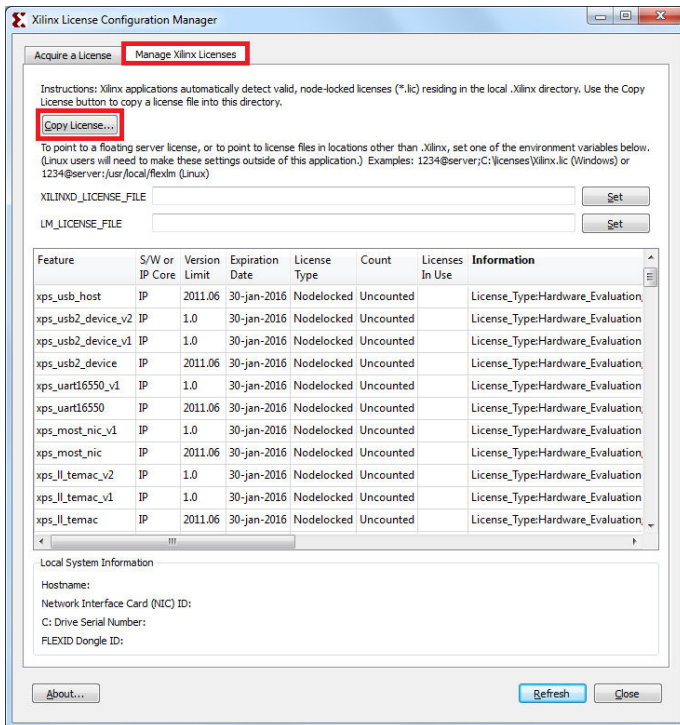 Xilinx License Configuration Manager
Acquire a License Manage Xilinx Licenses
Instructions: Xilinx applications automatically detect valid, node-locked licenses (*.lic) residing in the local .Xilinx directory. Use the Copy
License button to copy a license file into this directory.
Copy License...
To point to a floating server license, or to point to license files in locations other than .Xilinx, set one of the environment variables below.
(Linux users will need to make these settings outside of this application.) Examples: 1234@server;C:\licenses\Xilinx.lic (Windows) or
1234@server:/usr/local/flexlm (Linux)
XILINXD_LICENSE_FILE Set
LM_LICENSE_FILE Set
Feature S/W or IP Core Version Limit Expiration Date License Type Count Licenses In Use Information
xps_usb_host IP 2011.06 30-jan-2016 Nodelocked Uncounted License_Type:Hardware_Evaluation,
xps_usb2_device_v2 IP 1.0 30-jan-2016 Nodelocked Uncounted License_Type:Hardware_Evaluation
xps_usb2_device_v1 IP 1.0 30-jan-2016 Nodelocked Uncounted License_Type:Hardware_Evaluation
xps_usb2_device IP 2011.06 30-jan-2016 Nodelocked Uncounted License_Type:Hardware_Evaluation,
xps_uart16550_v1 IP 1.0 30-jan-2016 Nodelocked Uncounted License_Type:Hardware_Evaluation
xps_uart16550 IP 2011.06 30-jan-2016 Nodelocked Uncounted License_Type:Hardware_Evaluation,
xps_most_nic_v1 IP 1.0 30-jan-2016 Nodelocked Uncounted License_Type:Hardware_Evaluation
xps_most_nic IP 2011.06 30-jan-2016 Nodelocked Uncounted License_Type:Hardware_Evaluation,
xps_ll_temac_v2 IP 1.0 30-jan-2016 Nodelocked Uncounted License_Type:Hardware_Evaluation
xps_ll_temac_v1 IP 1.0 30-jan-2016 Nodelocked Uncounted License_Type:Hardware_Evaluation
xps_ll_temac IP 2011.06 30-jan-2016 Nodelocked Uncounted License_Type:Hardware_Evaluation,
Local System Information
Hostname:
Network Interface Card (NIC) ID:
C: Drive Serial Number:
FLEXID Dongle ID:
About... Refresh Close